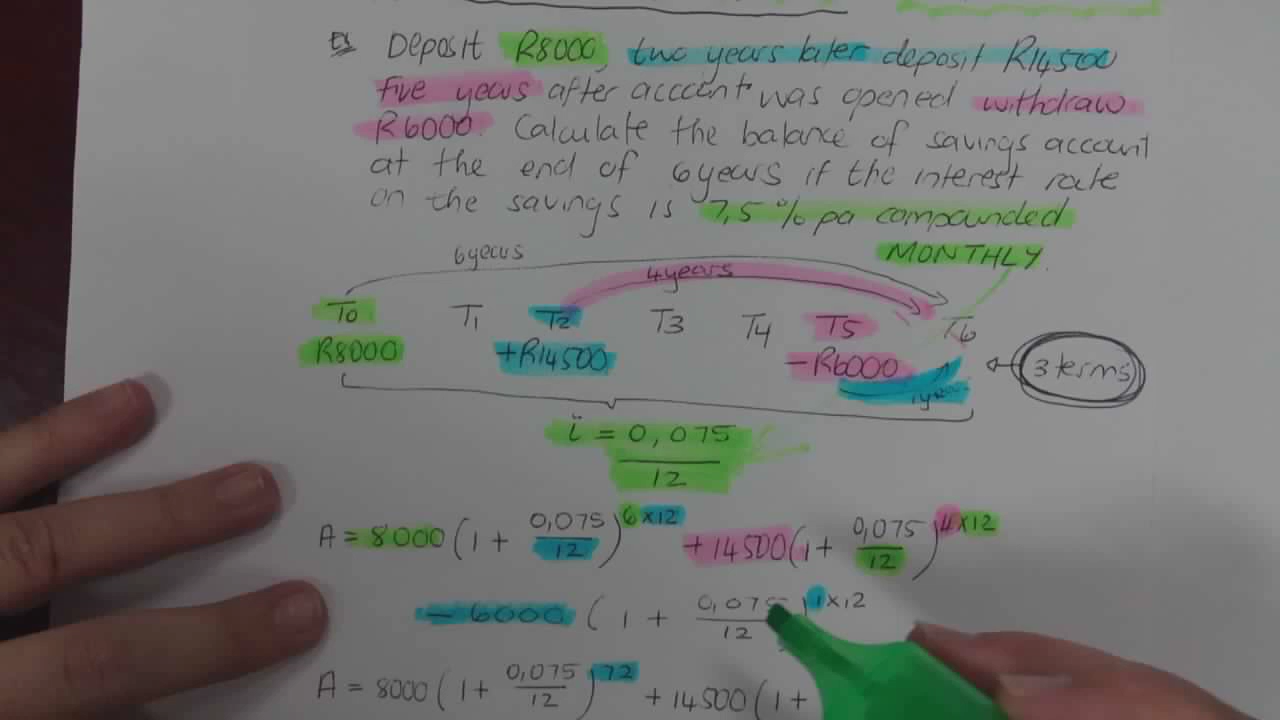 Eg Deposit R8000, two years later deposit R14500
Five years after account was opened withdraw
R6000. Calculate the balance of savings account
at the end of 6 years if the interest rate
on the savings is 7,5 % pa compounded
MONTHLY.
6 years
4 years
T0 T1 T2 T3 T4 T5 T6
R8000 +R14500 -R6000 3 terms
1 year
i = 0,075/12
A = 8000 (1 + 0,075/12)^6x12 + 14500 (1 + 0,075/12)^4x12
- 6000 (1 + 0,075/12)^1x12
A = 8000 (1 + 0,075/12)^72 + 14500 (1 +